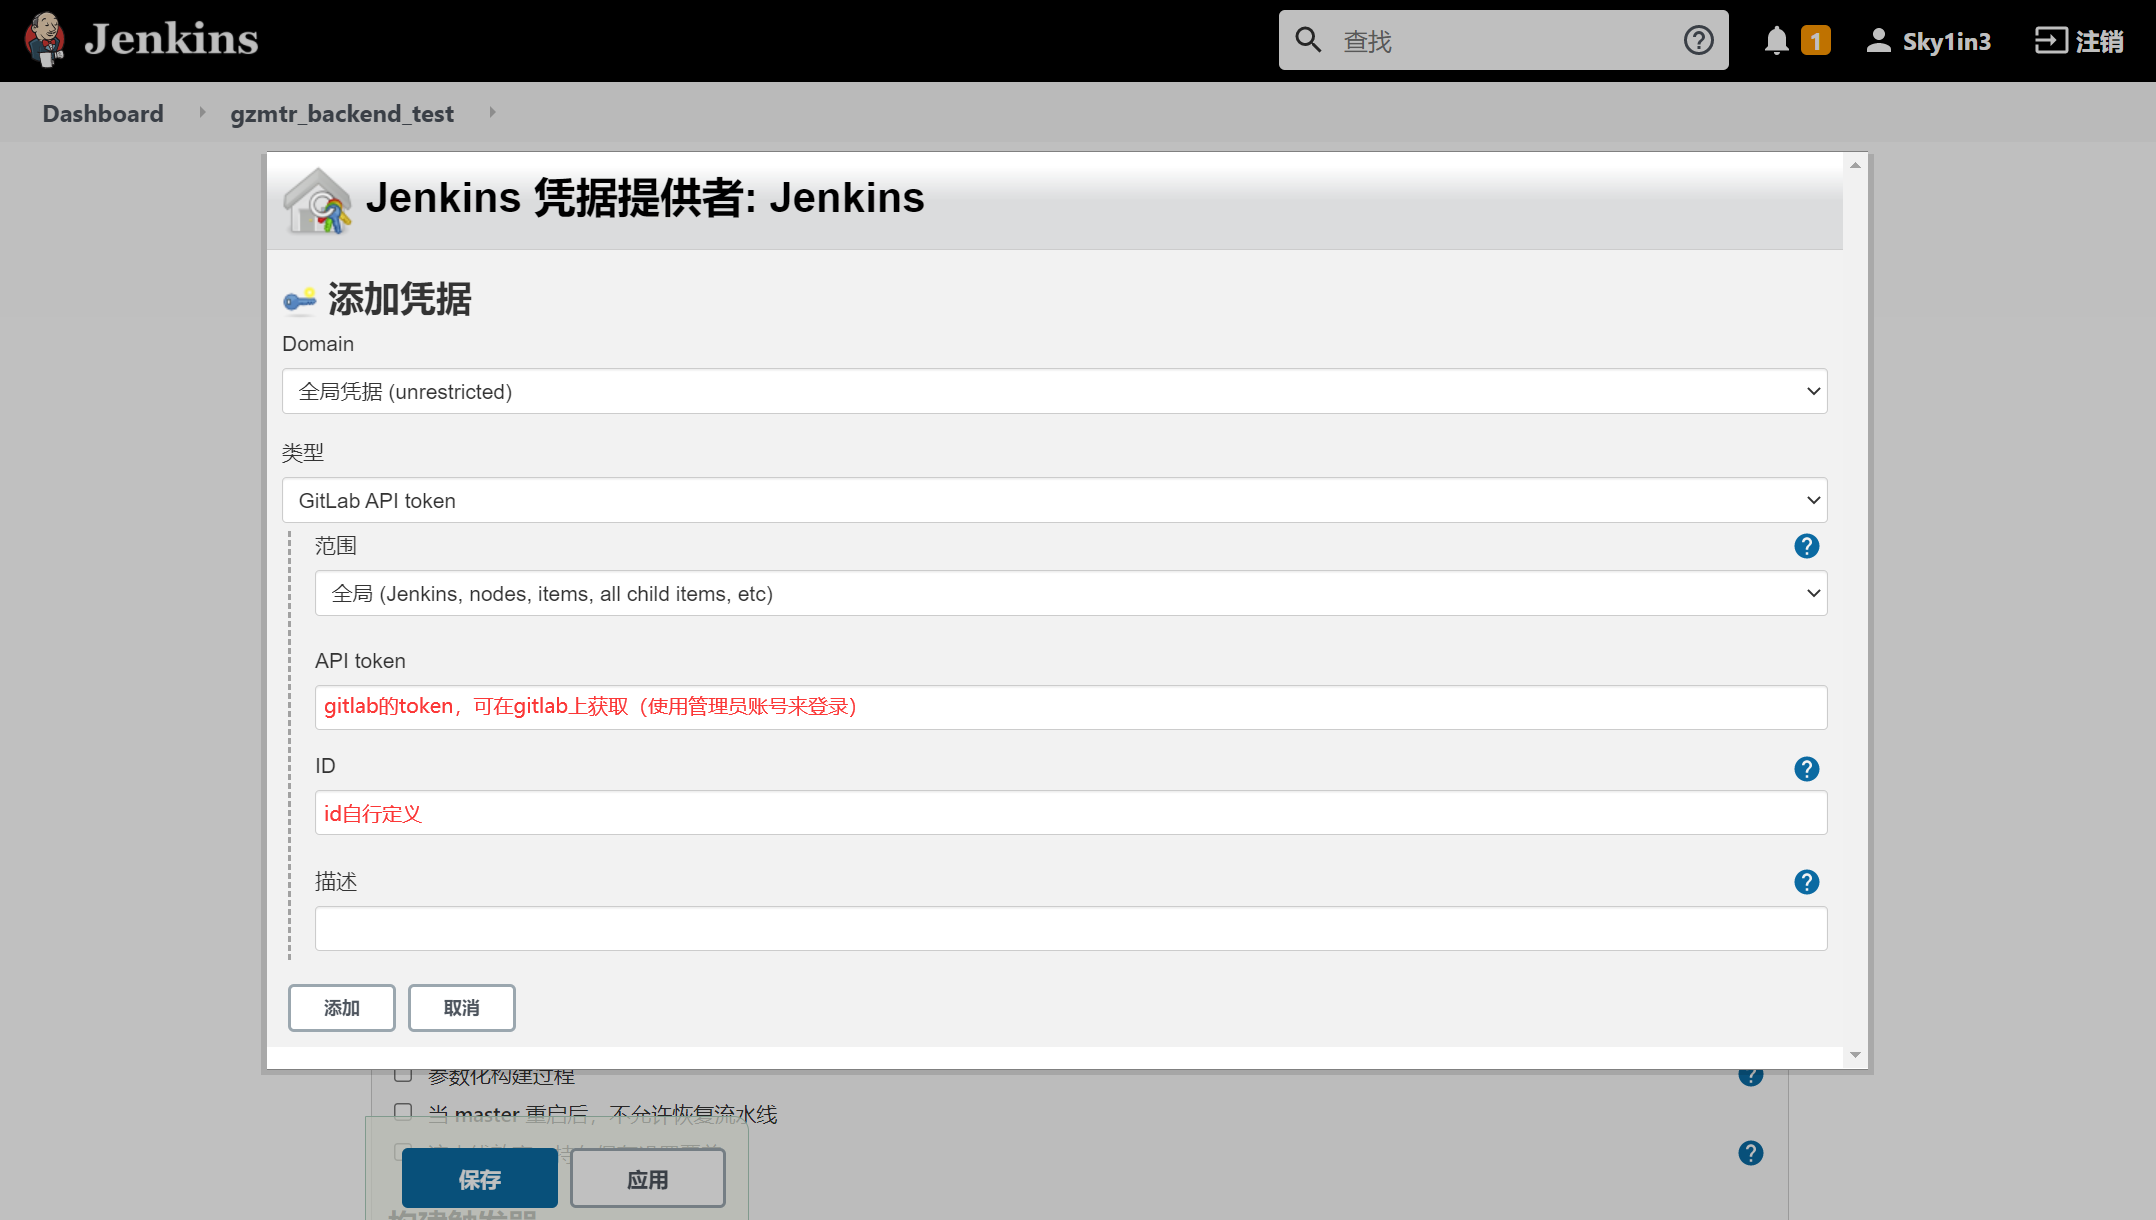 Jenkins
查找
1
Sky1in3
注销
Dashboard
gzmtr_backend_test
Jenkins 凭据提供者: Jenkins
添加凭据
Domain
全局凭据 (unrestricted)
类型
GitLab API token
范围
全局 (Jenkins, nodes, items, all child items, etc)
API token
gitlab的token，可在gitlab上获取（使用管理员账号来登录）
ID
id自行定义
描述
添加 取消
参数化构建过程
当 master 重启后，不允许恢复流水线
保存 应用
构建触发器